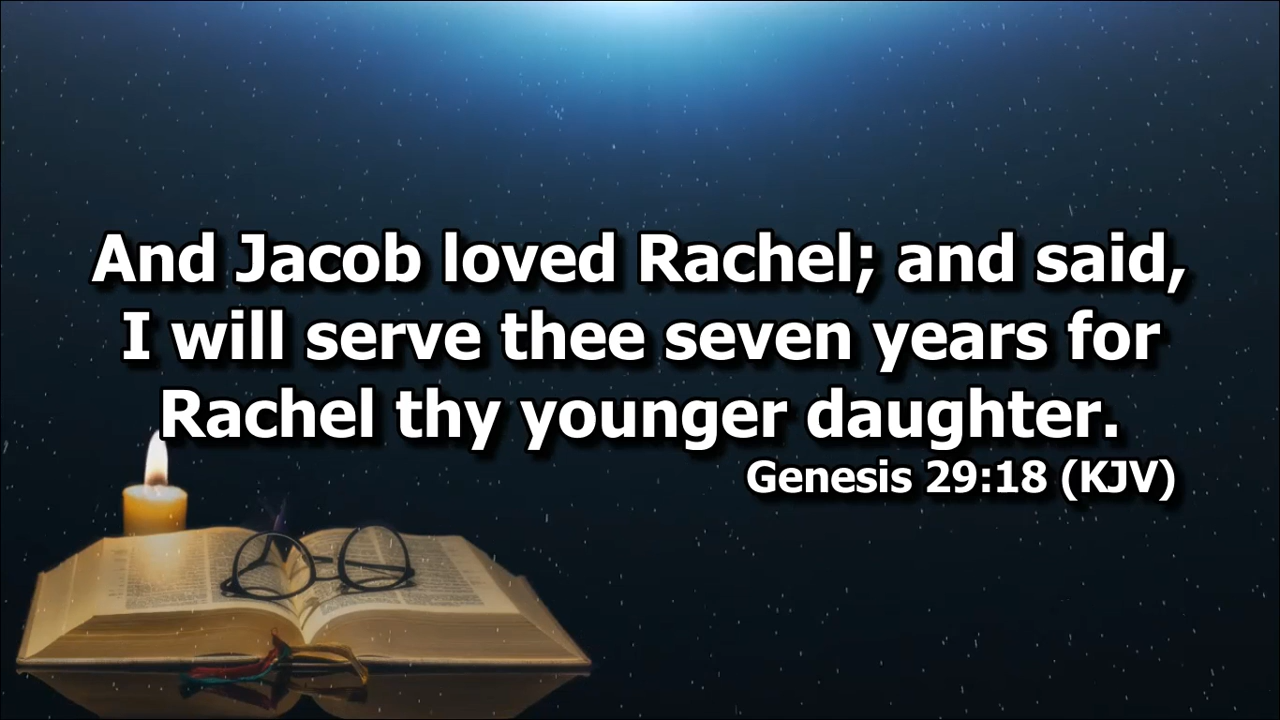 And Jacob loved Rachel; and said,
I will serve thee seven years for
Rachel thy younger daughter.
Genesis 29:18 (KJV)